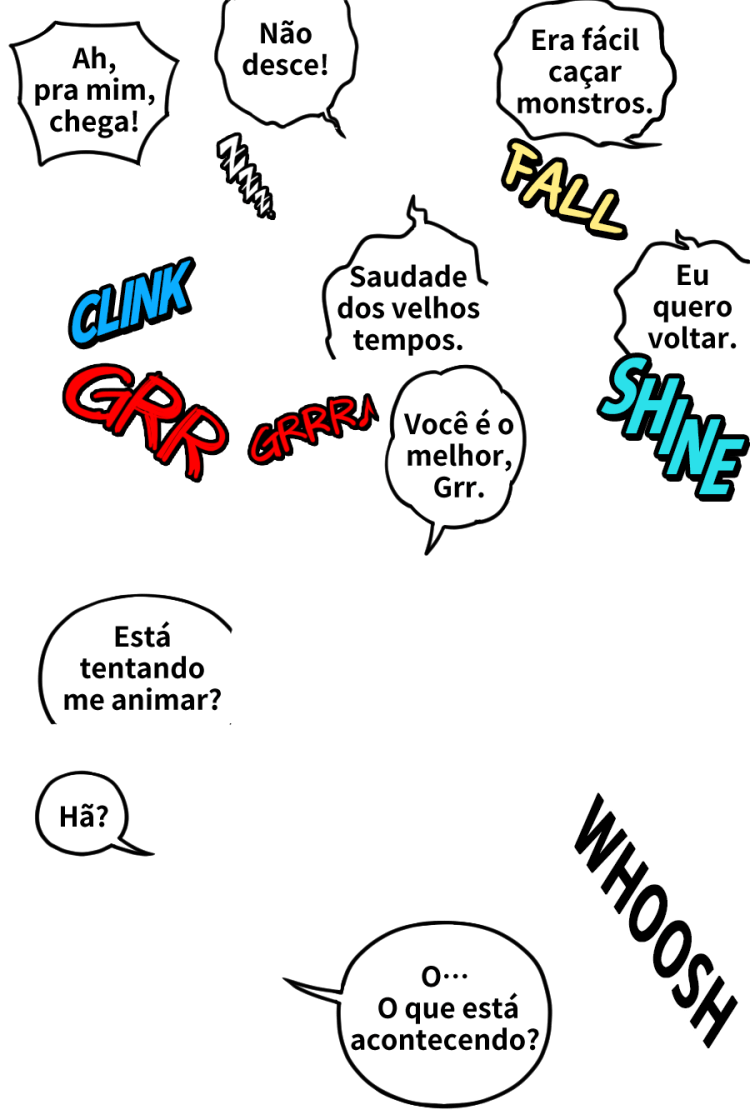 Ah,
pra mim,
chega!
Não
desce!
Era fácil
caçar
monstros.
ZZZZ.
FALL
Saudade
dos velhos
tempos.
Eu
quero
voltar.
CLINK
GRR
GRRRR
Você é o
melhor,
Grr.
SHINE
Está
tentando
me animar?
Hã?
WHOOSH
O…
O que está
acontecendo?